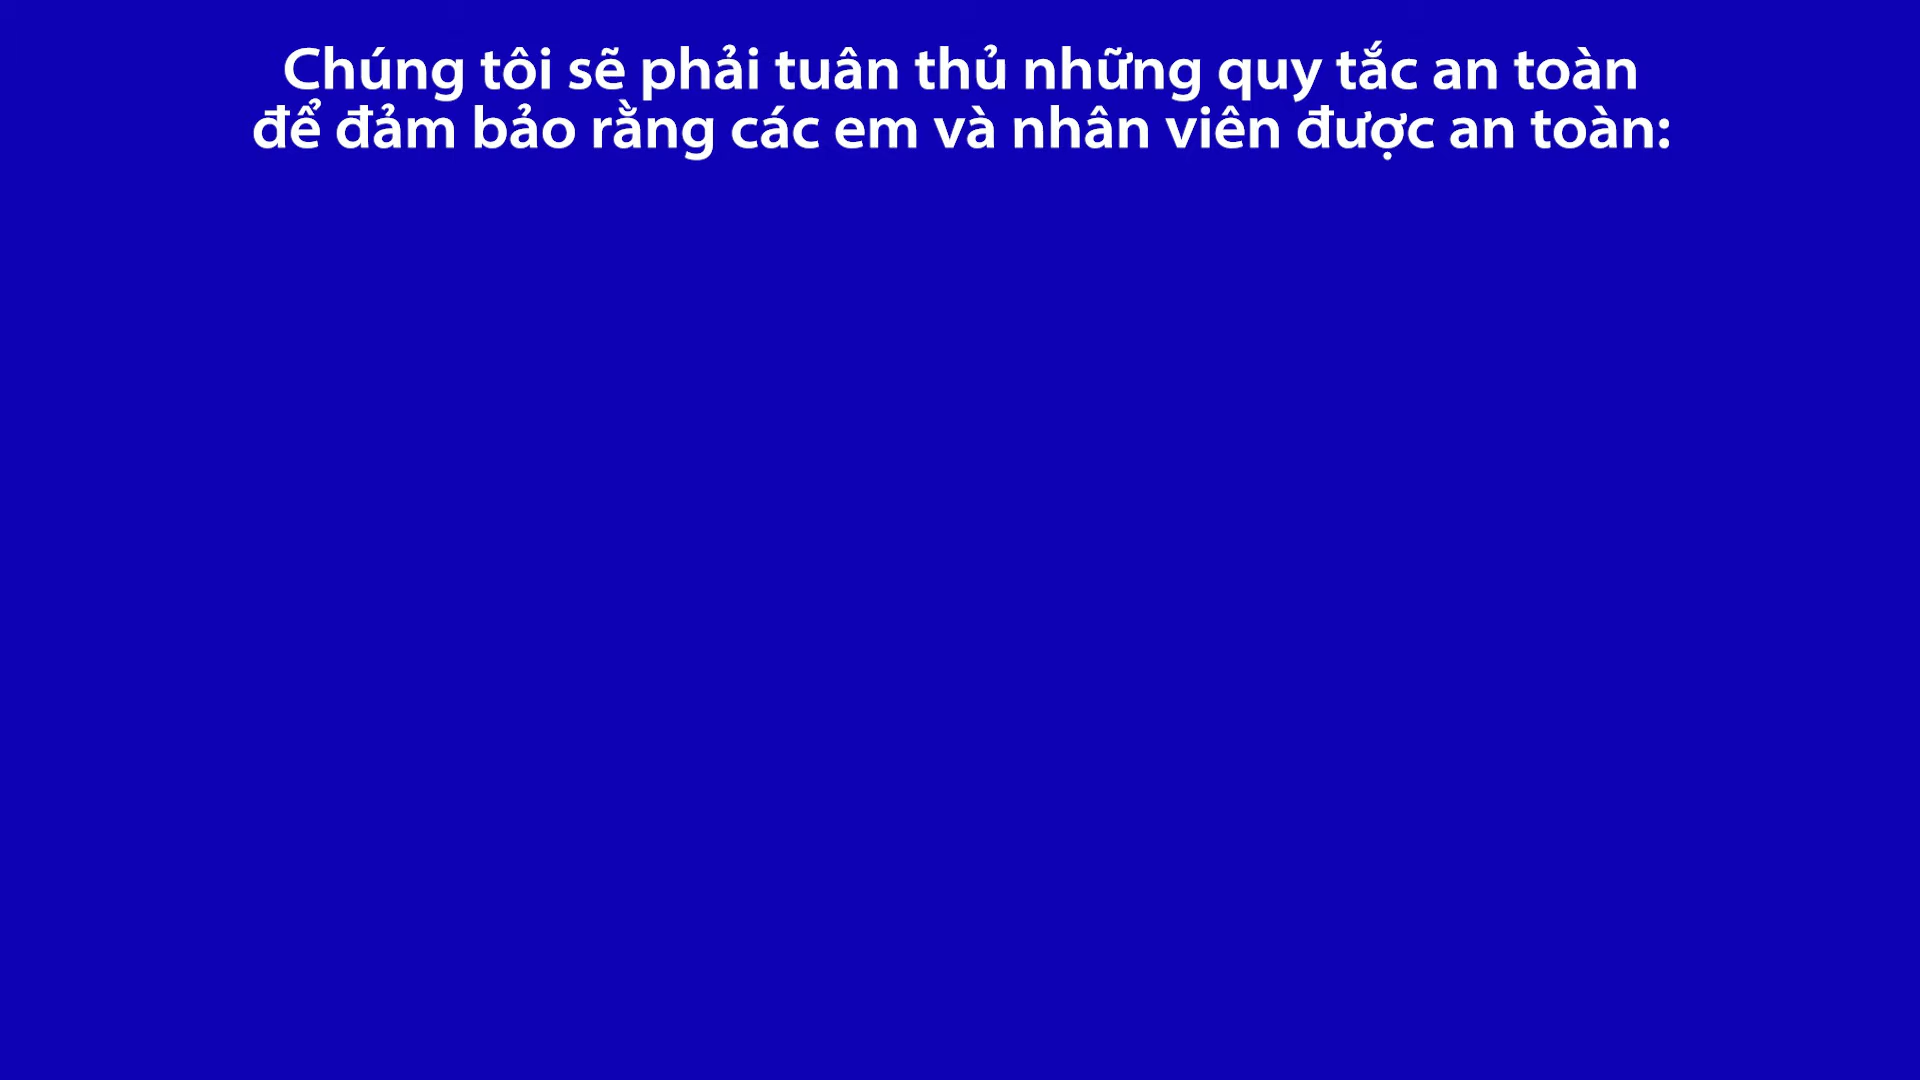 Chúng tôi sẽ phải tuân thủ những quy tắc an toàn
để đảm bảo rằng các em và nhân viên được an toàn: